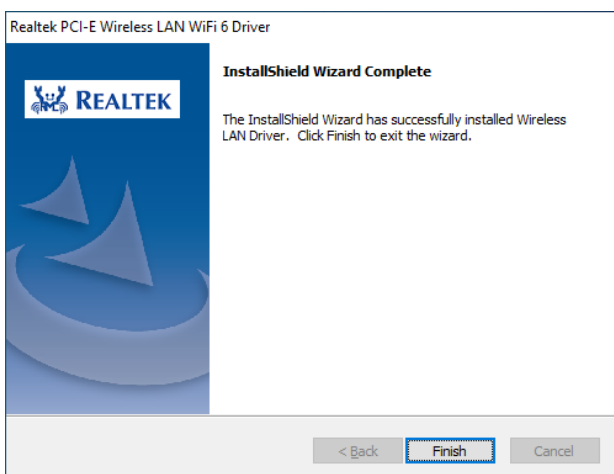 Realtek PCI-E Wireless LAN WiFi 6 Driver
REALTEK
InstallShield Wizard Complete
The InstallShield Wizard has successfully installed Wireless
LAN Driver. Click Finish to exit the wizard.
< Back
Finish
Cancel